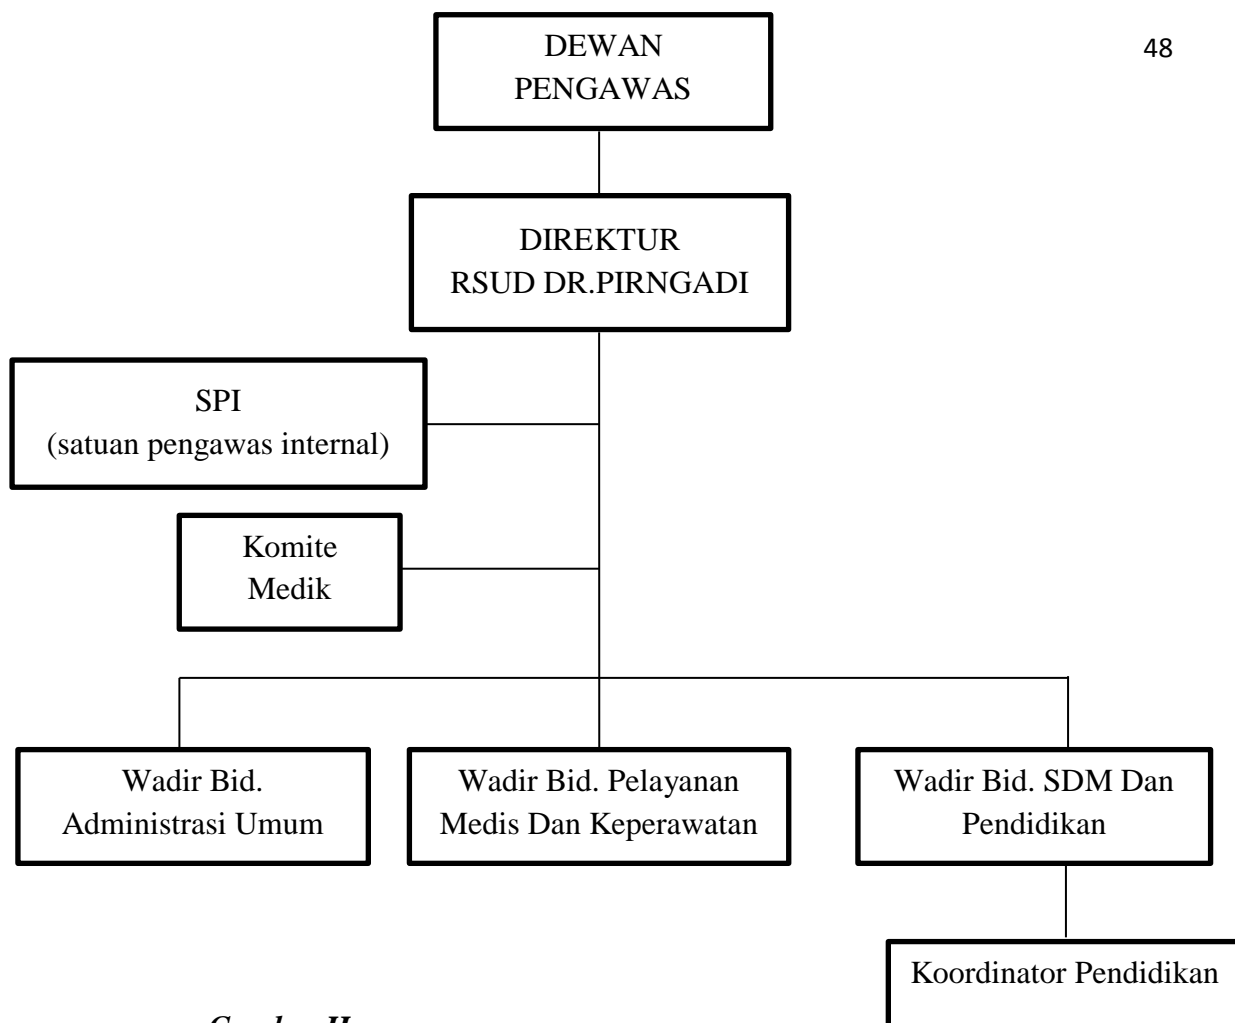 48
DEWAN
PENGAWAS
DIREKTUR
RSUD DR.PIRNGADI
SPI
(satuan pengawas internal)
Komite
Medik
Wadir Bid.
Administrasi Umum
Wadir Bid. Pelayanan
Medis Dan Keperawatan
Wadir Bid. SDM Dan
Pendidikan
Koordinator Pendidikan